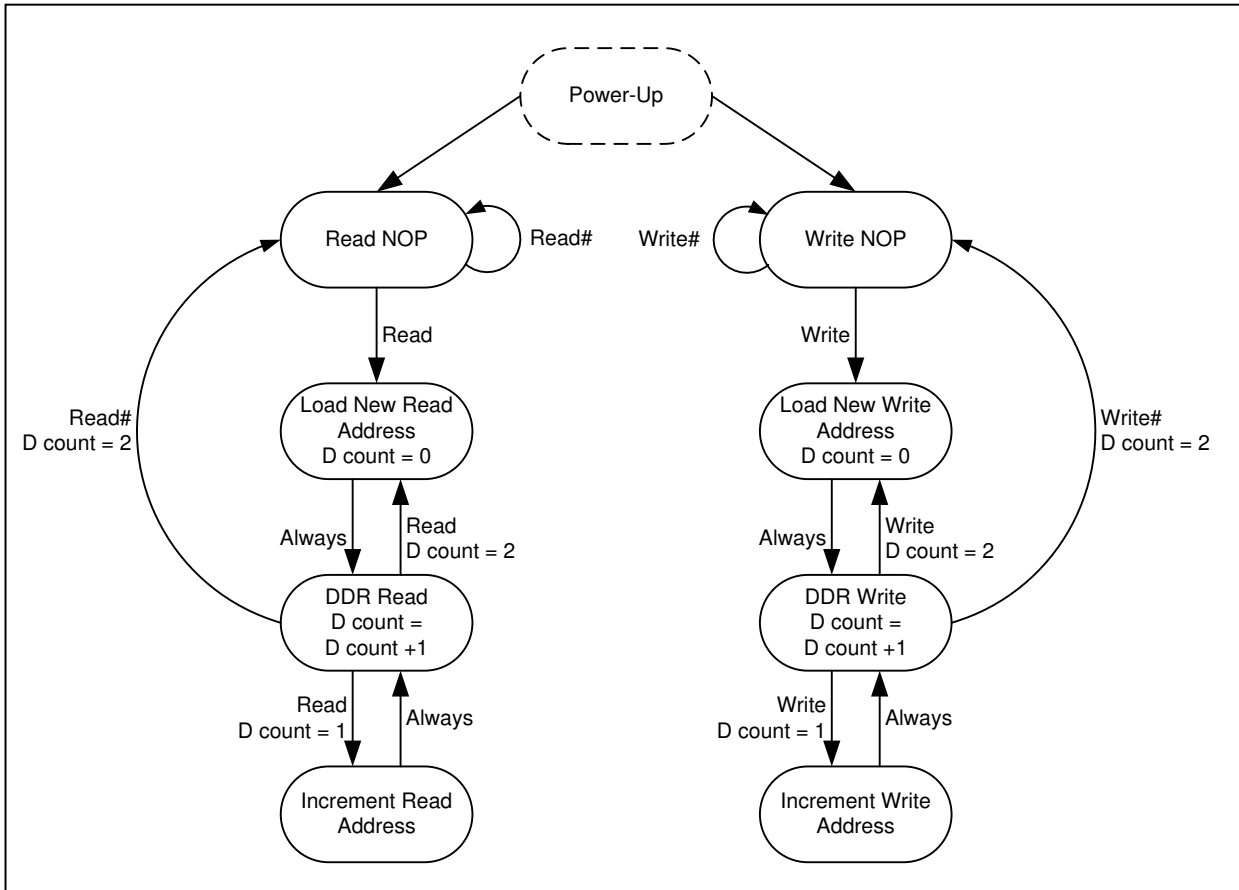 Power-Up
Read NOP
Read#
Write#
Write NOP
Read
Write
Load New Read
Address
D count = 0
Load New Write
Address
D count = 0
Read#
D count = 2
Write#
D count = 2
Always
Read
D count = 2
Always
Write
D count = 2
DDR Read
D count =
D count +1
DDR Write
D count =
D count +1
Read
D count = 1
Always
Write
D count = 1
Always
Increment Read
Address
Increment Write
Address